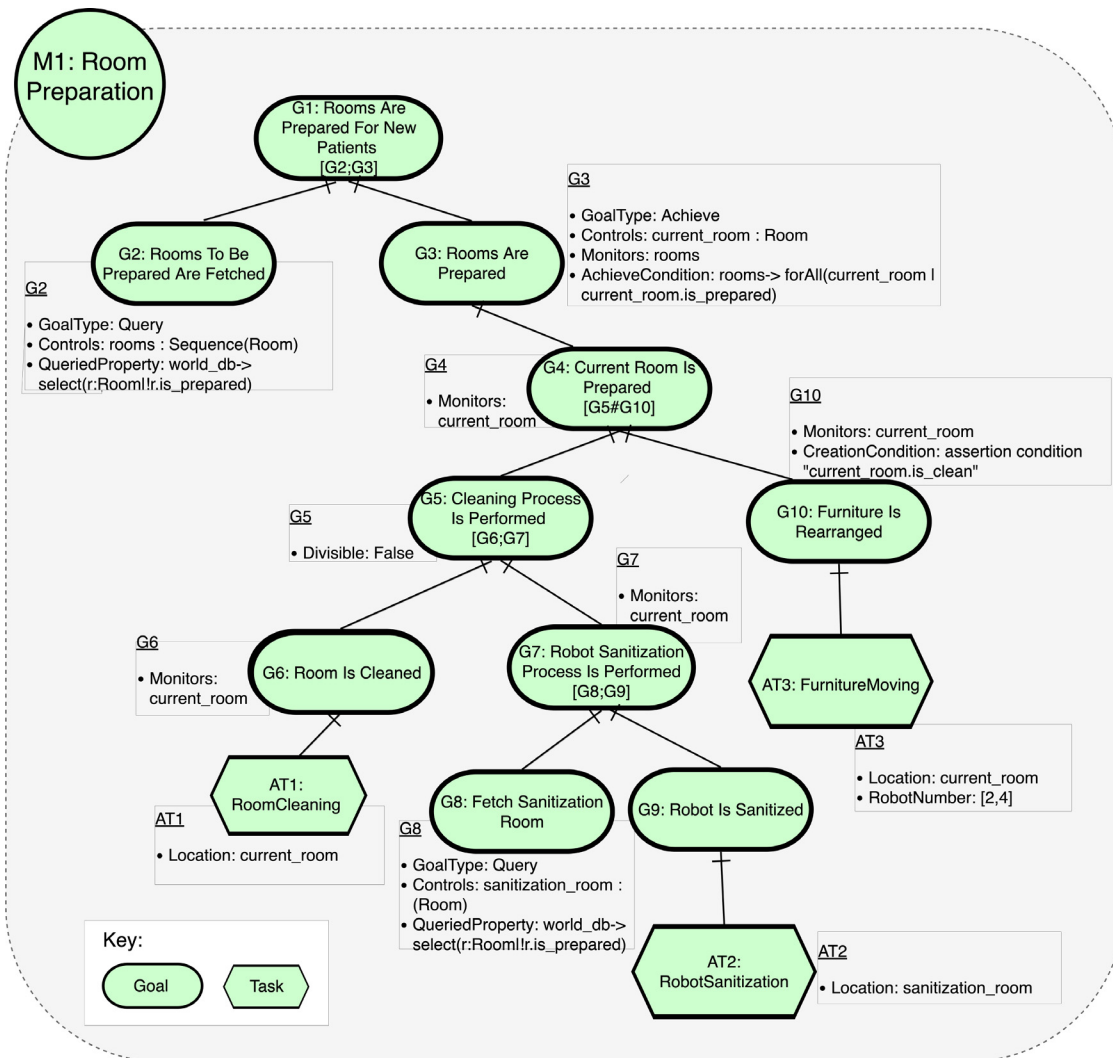 M1: Room
Preparation
G1: Rooms Are
Prepared For New
Patients
[G2;G3]
G2: Rooms To Be
Prepared Are Fetched
G2
• GoalType: Query
• Controls: rooms : Sequence(Room)
• QueriedProperty: world_db->
select(r:Room|!r.is_prepared)
G3: Rooms Are
Prepared
G3
• GoalType: Achieve
• Controls: current_room : Room
• Monitors: rooms
• AchieveCondition: rooms-> forAll(current_room |
current_room.is_prepared)
G4
• Monitors:
current_room
G4: Current Room Is
Prepared
[G5#G10]
G10
• Monitors: current_room
• CreationCondition: assertion condition
"current_room.is_clean"
G5
• Divisible: False
G5: Cleaning Process
Is Performed
[G6;G7]
G10: Furniture Is
Rearranged
G7
• Monitors:
current_room
G6
• Monitors:
current_room
G6: Room Is Cleaned
G7: Robot Sanitization
Process Is Performed
[G8;G9]
AT3: FurnitureMoving
AT3
• Location: current_room
• RobotNumber: [2,4]
AT1:
RoomCleaning
AT1
• Location: current_room
G8: Fetch Sanitization
Room
G9: Robot Is Sanitized
G8
• GoalType: Query
• Controls: sanitization_room :
(Room)
• QueriedProperty: world_db->
select(r:Room|!r.is_prepared)
AT2:
RobotSanitization
AT2
• Location: sanitization_room
Key:
Goal
Task